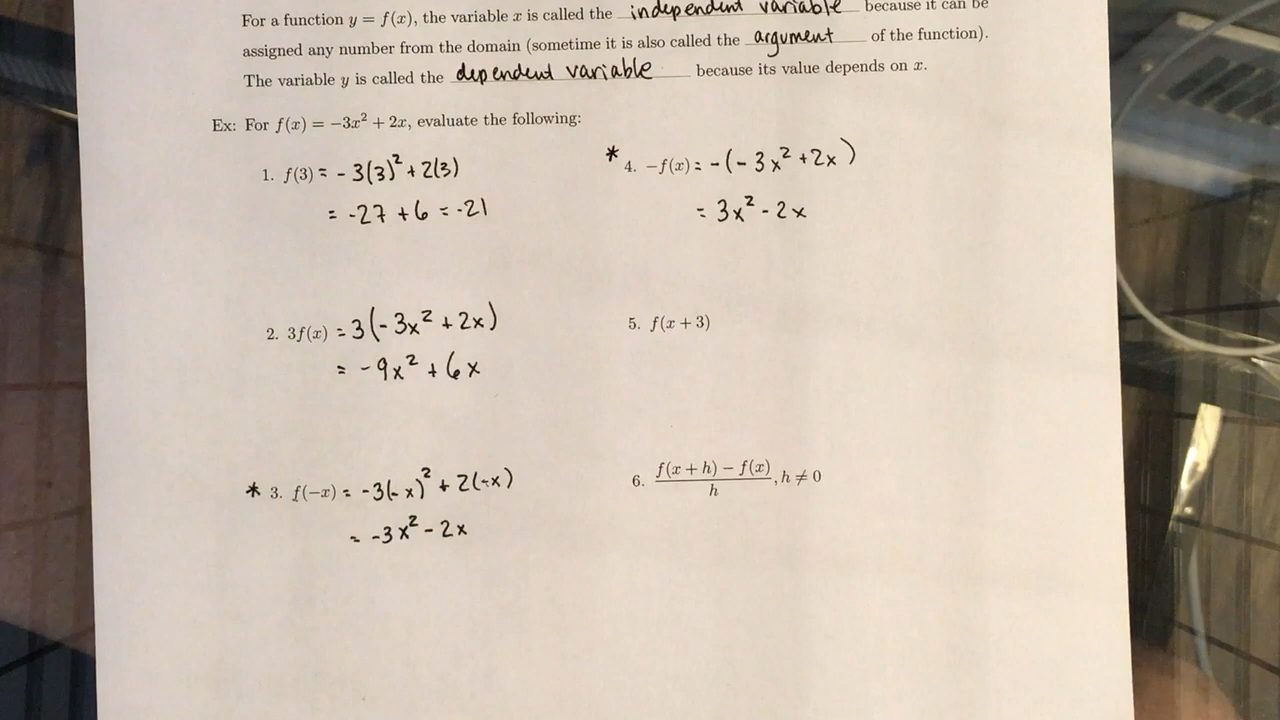 For a function y = f(x), the variable x is called the independent variable because it can be
assigned any number from the domain (sometime it is also called the argument of the function).
The variable y is called the dependent variable because its value depends on x.
Ex: For f(x) = −3x² + 2x, evaluate the following:
1. f(3) = -3(3)² + 2(3)
= -27 + 6 = -21
2. 3f(x) = 3(-3x² + 2x)
= -9x² + 6x
* 3. f(−x) = -3(-x)² + 2(-x)
= -3x² - 2x
* 4. −f(x) = -(-3x² + 2x)
= 3x² - 2x
5. f(x + 3)
6. f(x + h) − f(x) / h, h ≠ 0